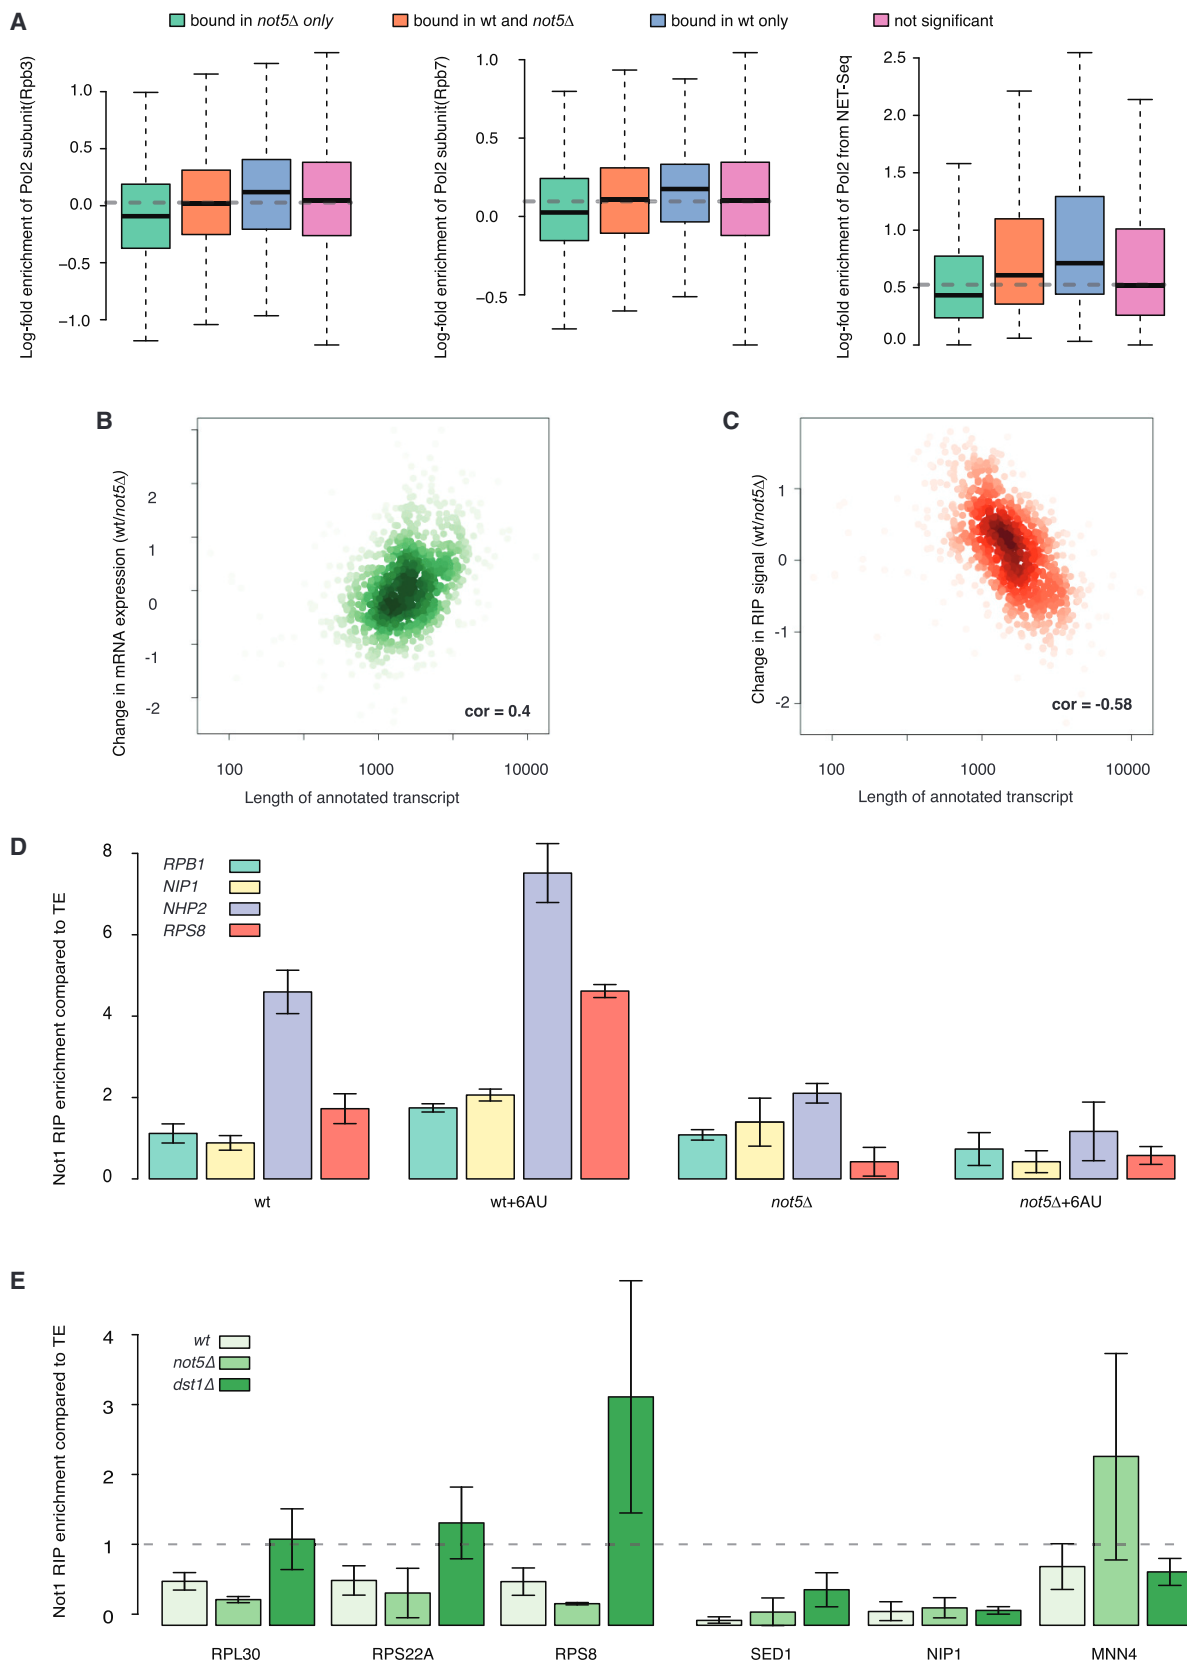 A
bound in not5Δ only
bound in wt and not5Δ
bound in wt only
not significant
Log-fold enrichment of Pol2 subunit(Rpb3)
1.0
0.5
0.0
−0.5
−1.0
Log-fold enrichment of Pol2 subunit(Rpb7)
1.0
0.5
0.0
−0.5
Log-fold enrichment of Pol2 from NET-Seq
2.5
2.0
1.5
1.0
0.5
0.0
B
Change in mRNA expression (wt/not5Δ)
2
1
0
-1
-2
cor = 0.4
100 1000 10000
Length of annotated transcript
C
Change in RIP signal (wt/not5Δ)
1
0
-1
-2
cor = -0.58
100 1000 10000
Length of annotated transcript
D
Not1 RIP enrichment compared to TE
8
6
4
2
0
RPB1
NIP1
NHP2
RPS8
wt wt+6AU not5Δ not5Δ+6AU
E
Not1 RIP enrichment compared to TE
4
3
2
1
0
wt
not5Δ
dst1Δ
RPL30 RPS22A RPS8 SED1 NIP1 MNN4